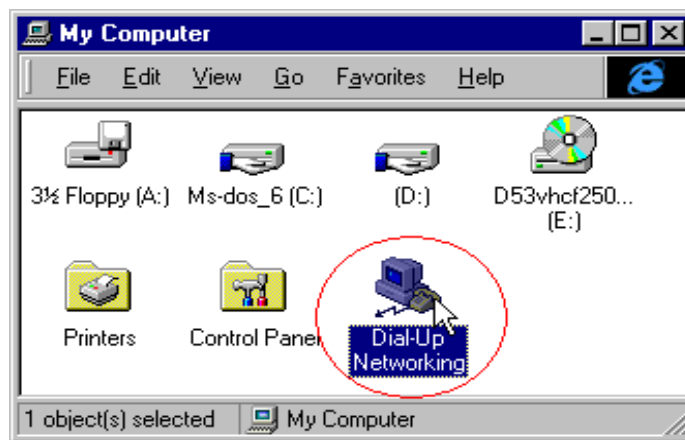 My Computer
File Edit View Go Favorites Help
3½ Floppy (A:) Ms-dos_6 (C:) (D:) D53vhcf250...
(E:)
Printers Control Panel Dial-Up
Networking
1 object(s) selected My Computer